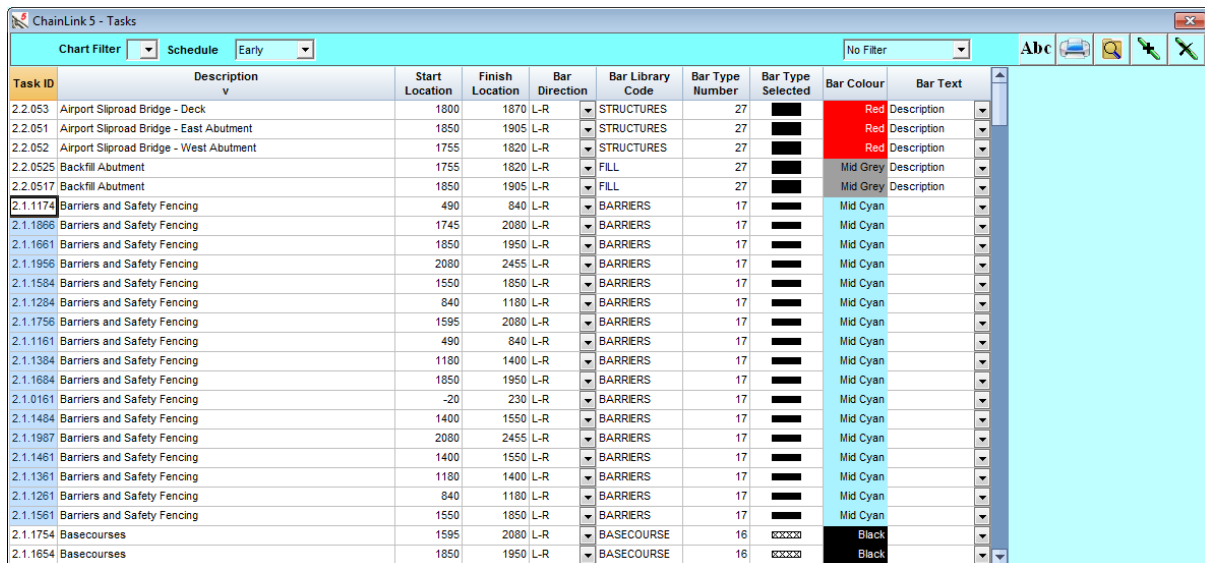 5 ChainLink 5 - Tasks
Chart Filter Schedule Early No Filter Abc
Task ID Description v Start Location Finish Location Bar Direction Bar Library Code Bar Type Number Bar Type Selected Bar Colour Bar Text
2.2.053 Airport Sliproad Bridge - Deck 1800 1870 L-R STRUCTURES 27 Red Description
2.2.051 Airport Sliproad Bridge - East Abutment 1850 1905 L-R STRUCTURES 27 Red Description
2.2.052 Airport Sliproad Bridge - West Abutment 1755 1820 L-R STRUCTURES 27 Red Description
2.2.0525 Backfill Abutment 1755 1820 L-R FILL 27 Mid Grey Description
2.2.0517 Backfill Abutment 1850 1905 L-R FILL 27 Mid Grey Description
2.1.1174 Barriers and Safety Fencing 490 840 L-R BARRIERS 17 Mid Cyan
2.1.1866 Barriers and Safety Fencing 1745 2080 L-R BARRIERS 17 Mid Cyan
2.1.1661 Barriers and Safety Fencing 1850 1950 L-R BARRIERS 17 Mid Cyan
2.1.1956 Barriers and Safety Fencing 2080 2455 L-R BARRIERS 17 Mid Cyan
2.1.1584 Barriers and Safety Fencing 1550 1850 L-R BARRIERS 17 Mid Cyan
2.1.1284 Barriers and Safety Fencing 840 1180 L-R BARRIERS 17 Mid Cyan
2.1.1756 Barriers and Safety Fencing 1595 2080 L-R BARRIERS 17 Mid Cyan
2.1.1161 Barriers and Safety Fencing 490 840 L-R BARRIERS 17 Mid Cyan
2.1.1384 Barriers and Safety Fencing 1180 1400 L-R BARRIERS 17 Mid Cyan
2.1.1684 Barriers and Safety Fencing 1850 1950 L-R BARRIERS 17 Mid Cyan
2.1.0161 Barriers and Safety Fencing -20 230 L-R BARRIERS 17 Mid Cyan
2.1.1484 Barriers and Safety Fencing 1400 1550 L-R BARRIERS 17 Mid Cyan
2.1.1987 Barriers and Safety Fencing 2080 2455 L-R BARRIERS 17 Mid Cyan
2.1.1461 Barriers and Safety Fencing 1400 1550 L-R BARRIERS 17 Mid Cyan
2.1.1361 Barriers and Safety Fencing 1180 1400 L-R BARRIERS 17 Mid Cyan
2.1.1261 Barriers and Safety Fencing 840 1180 L-R BARRIERS 17 Mid Cyan
2.1.1561 Barriers and Safety Fencing 1550 1850 L-R BARRIERS 17 Mid Cyan
2.1.1754 Basecourses 1595 2080 L-R BASECOURSE 16 Black
2.1.1654 Basecourses 1850 1950 L-R BASECOURSE 16 Black